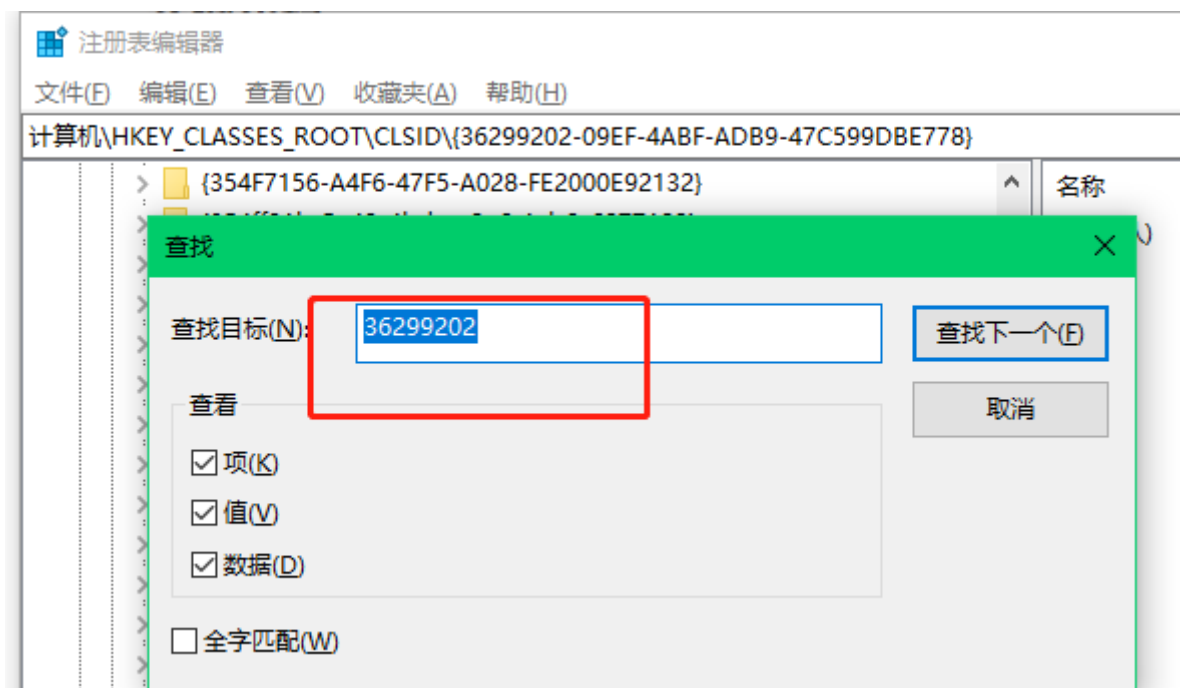 注册表编辑器
文件(F) 编辑(E) 查看(V) 收藏夹(A) 帮助(H)
计算机\HKEY_CLASSES_ROOT\CLSID\{36299202-09EF-4ABF-ADB9-47C599DBE778}
{354F7156-A4F6-47F5-A028-FE2000E92132}
名称
查找
查找目标(N):
36299202
查找下一个(F)
查看
取消
项(K)
值(V)
数据(D)
全字匹配(W)